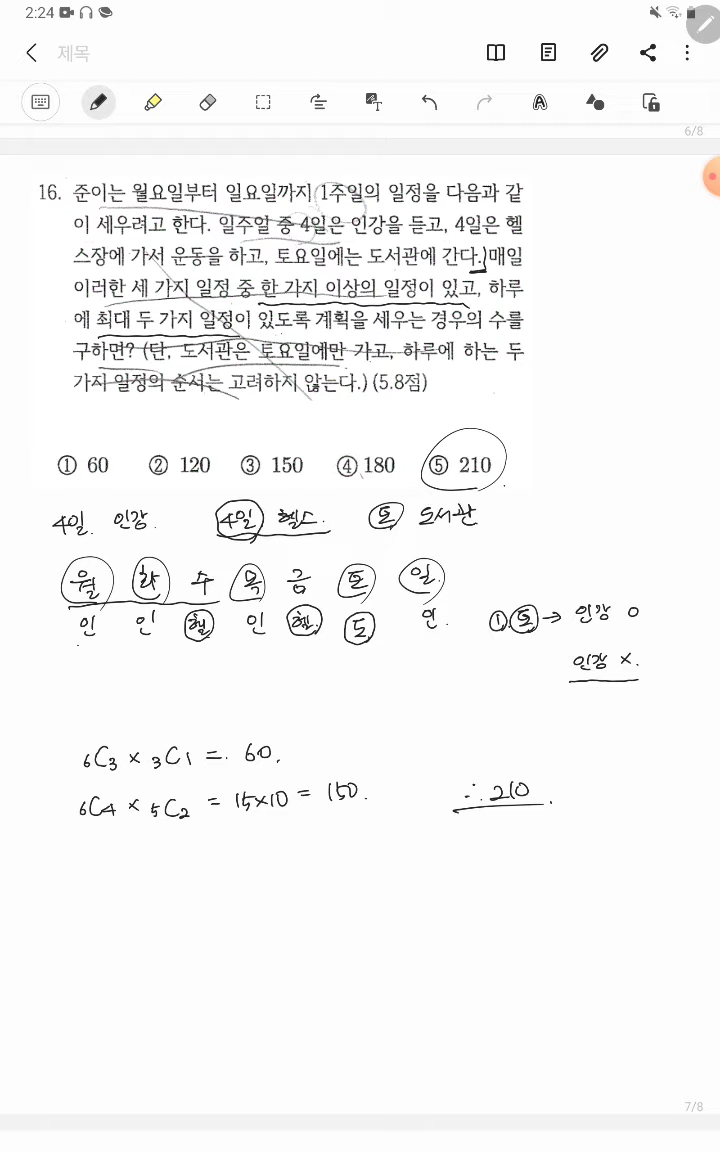 2:24
제목
6/8
16. 준이는 월요일부터 일요일까지 1주일의 일정을 다음과 같
이 세우려고 한다. 일주일 중 4일은 인강을 듣고, 4일은 헬
스장에 가서 운동을 하고, 토요일에는 도서관에 간다. 매일
이러한 세 가지 일정 중 한 가지 이상의 일정이 있고, 하루
에 최대 두 가지 일정이 있도록 계획을 세우는 경우의 수를
구하면? (단, 도서관은 토요일에만 가고, 하루에 하는 두
가지 일정의 순서는 고려하지 않는다.) (5.8점)
① 60 ② 120 ③ 150 ④ 180 ⑤ 210
4일. 인강. 4일 헬스. 토 도서관
월 화 수 목 금 토 일
인 인 헬 인 헬 도 인. ① 토 → 인강 O
인강 X.
₆C₃ × ₃C₁ = 60.
₆C₄ × ₅C₂ = 15×10 = 150. ∴ 210.
7/8